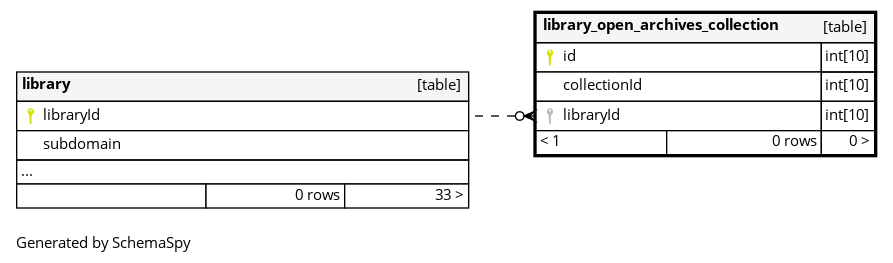 library_open_archives_collection [table]
id int[10]
collectionId int[10]
libraryId int[10]
< 1 0 rows 0 >
library [table]
libraryId
subdomain
...
0 rows 33 >
Generated by SchemaSpy